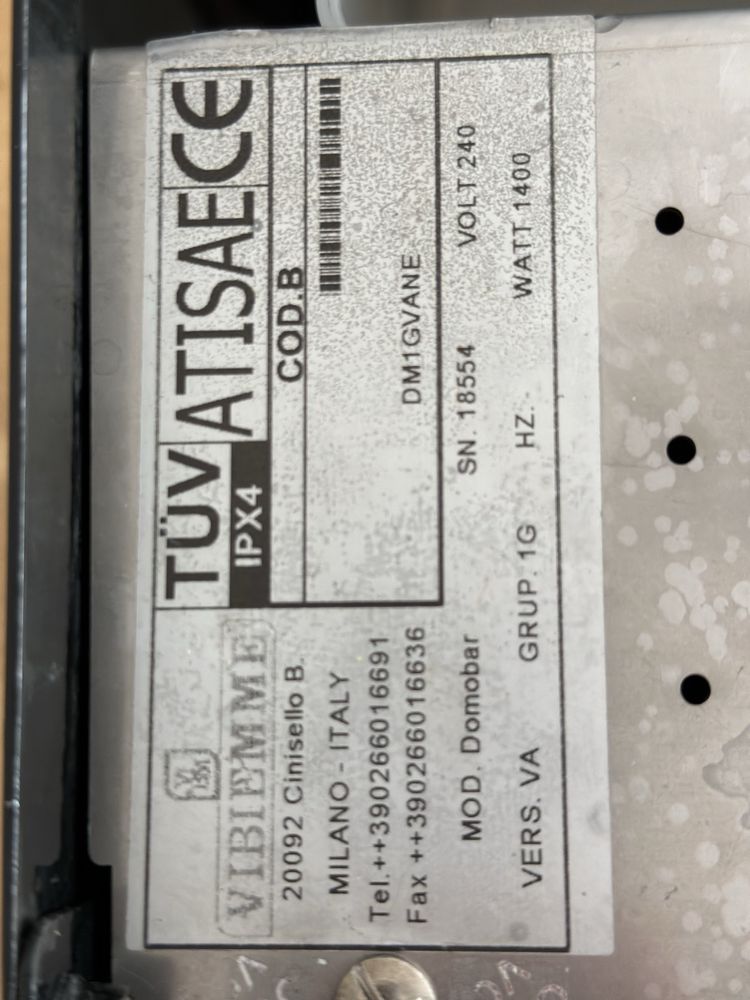 VBM
VIBIEMME
20092 Cinisello B.
MILANO - ITALY
Tel.++390266016691
Fax ++390266016636
TÜV
IPX4
ATISAE
CE
COD.B
DM1GVANE
MOD. Domobar
SN. 18554
VOLT 240
VERS. VA
GRUP. 1G
HZ.-
WATT 1400